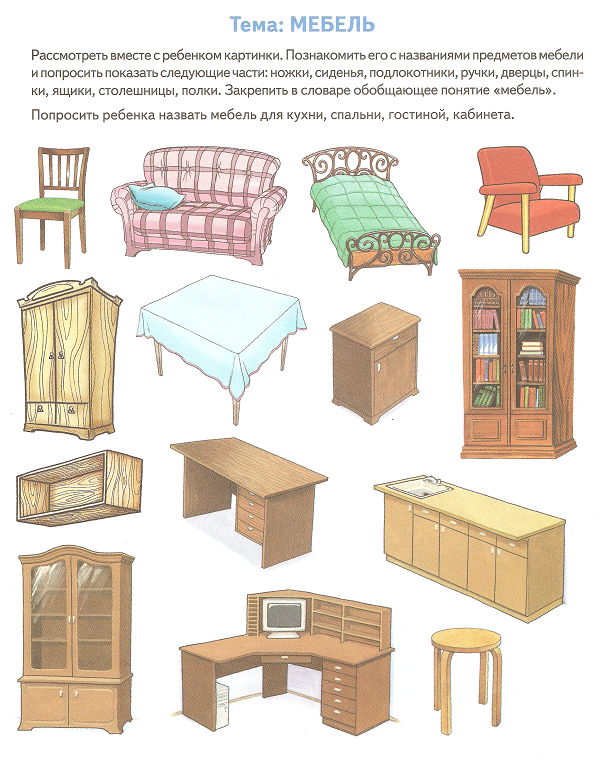 Тема: МЕБЕЛЬ
Рассмотреть вместе с ребенком картинки. Познакомить его с названиями предметов мебели
и попросить показать следующие части: ножки, сиденья, подлокотники, ручки, дверцы, спин-
ки, ящики, столешницы, полки. Закрепить в словаре обобщающее понятие «мебель».
Попросить ребенка назвать мебель для кухни, спальни, гостиной, кабинета.